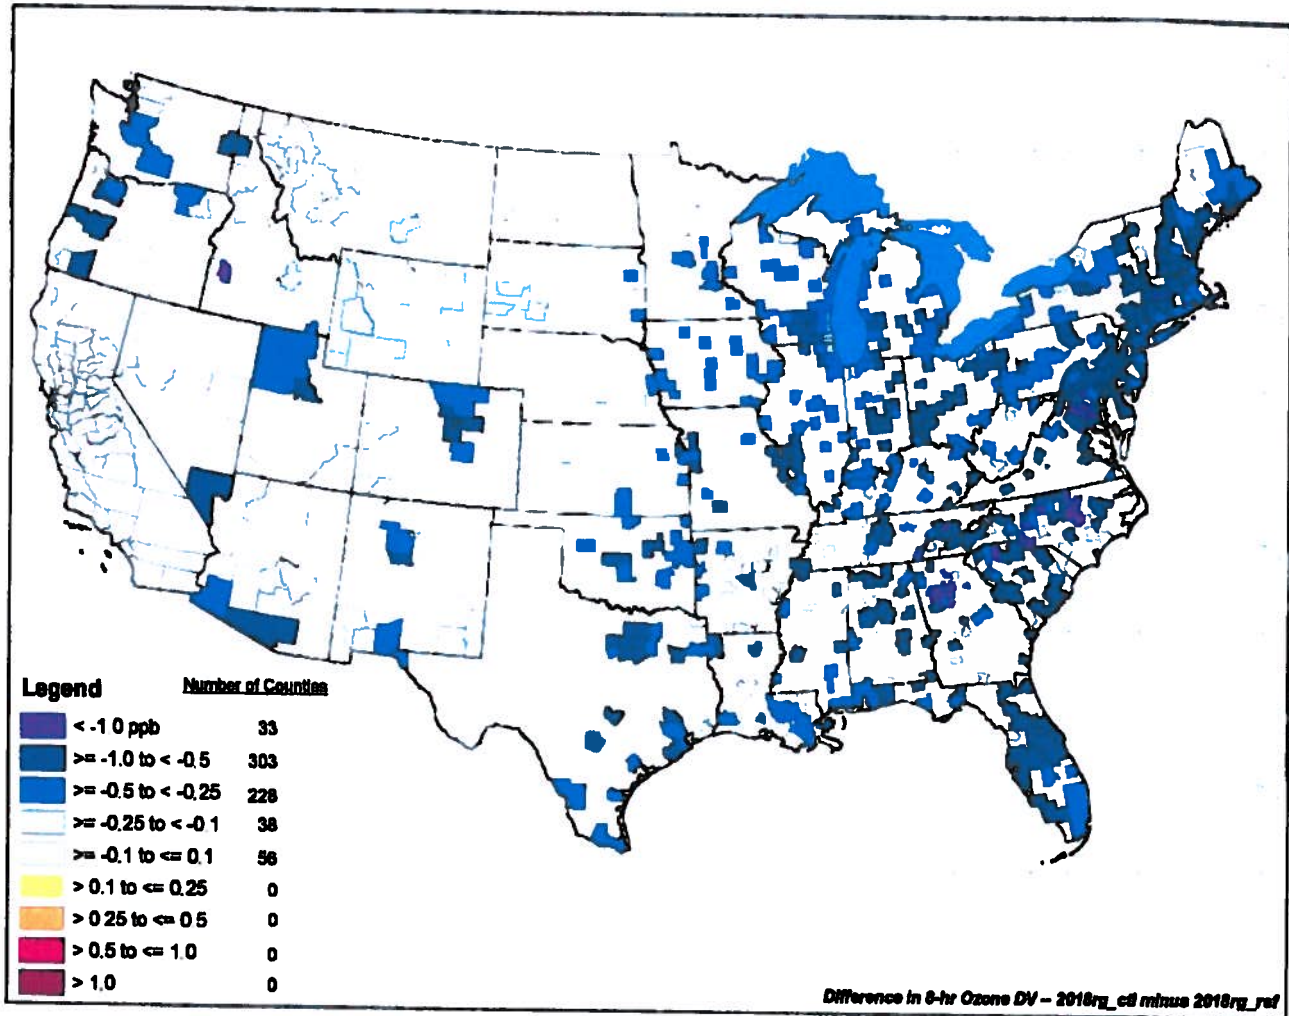 Legend Number of Counties
< -1.0 ppb 33
>= -1.0 to < -0.5 303
>= -0.5 to < -0.25 228
>= -0.25 to < -0.1 38
>= -0.1 to <= 0.1 56
> 0.1 to <= 0.25 0
> 0.25 to <= 0.5 0
> 0.5 to <= 1.0 0
> 1.0 0
Difference in 8-hr Ozone DV -- 2018rg_ctl minus 2018rg_ref